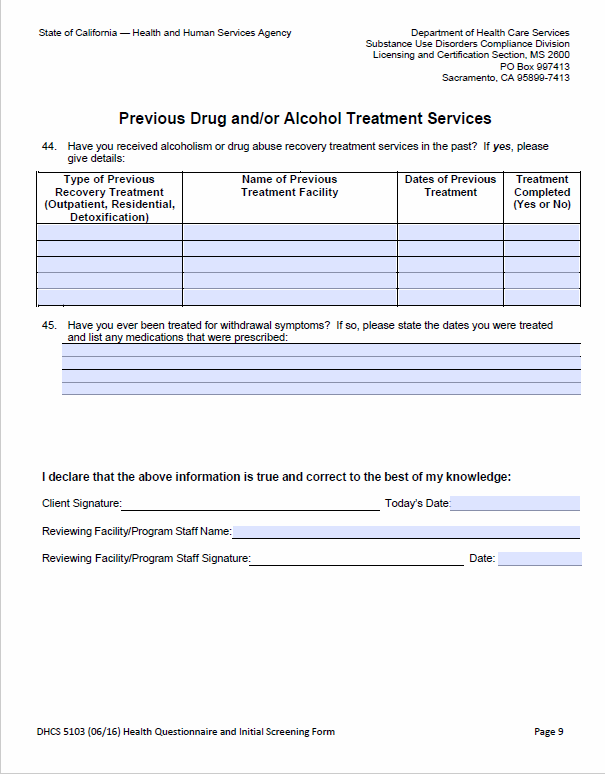 State of California — Health and Human Services Agency
Department of Health Care Services
Substance Use Disorders Compliance Division
Licensing and Certification Section, MS 2600
PO Box 997413
Sacramento, CA 95899-7413
Previous Drug and/or Alcohol Treatment Services
44. Have you received alcoholism or drug abuse recovery treatment services in the past? If yes, please
give details:
Type of Previous
Recovery Treatment
(Outpatient, Residential,
Detoxification)
Name of Previous
Treatment Facility
Dates of Previous
Treatment
Treatment
Completed
(Yes or No)
45. Have you ever been treated for withdrawal symptoms? If so, please state the dates you were treated
and list any medications that were prescribed:
I declare that the above information is true and correct to the best of my knowledge:
Client Signature: Today's Date:
Reviewing Facility/Program Staff Name:
Reviewing Facility/Program Staff Signature: Date:
DHCS 5103 (06/16) Health Questionnaire and Initial Screening Form Page 9